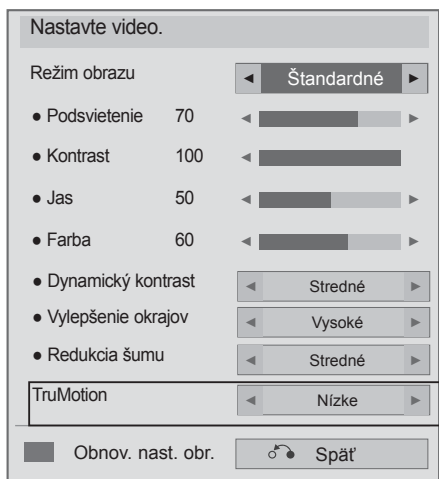 Nastavte video.
Režim obrazu ◄ Štandardné ►
● Podsvietenie 70
● Kontrast 100
● Jas 50
● Farba 60
● Dynamický kontrast ◄ Stredné ►
● Vylepšenie okrajov ◄ Vysoké ►
● Redukcia šumu ◄ Stredné ►
TruMotion ◄ Nízke ►
Obnov. nast. obr. Späť